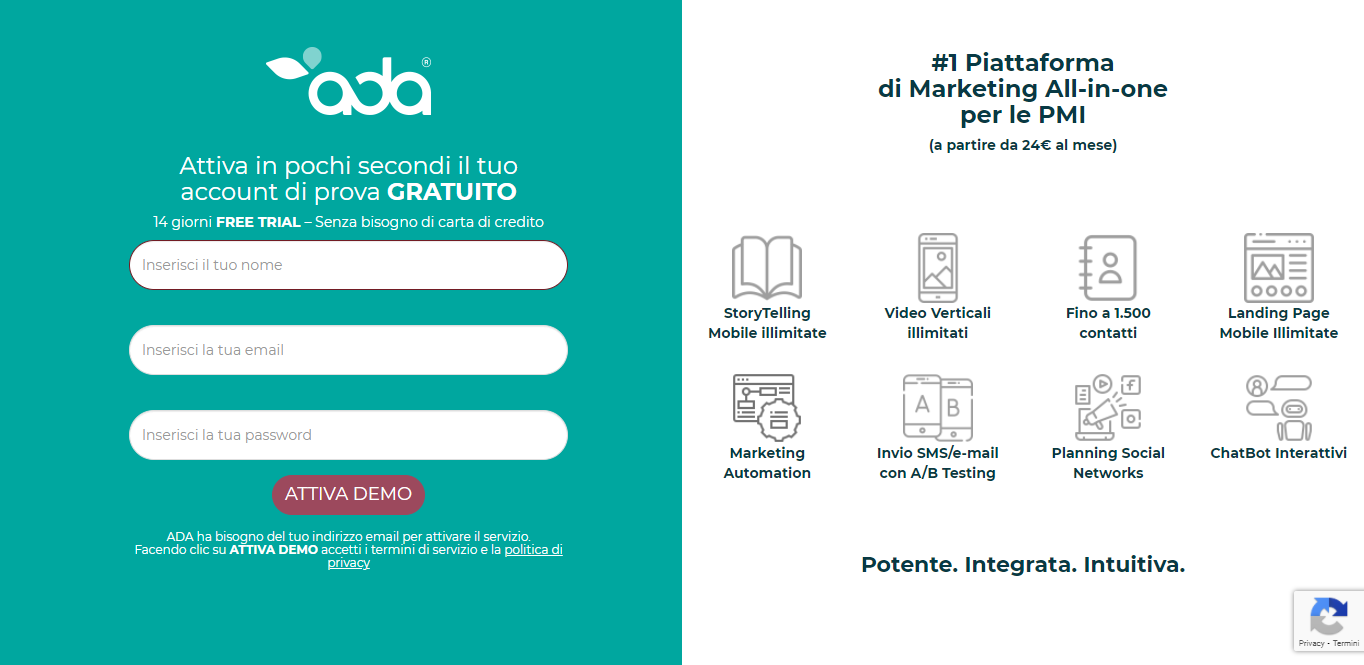 ada®
Attiva in pochi secondi il tuo
account di prova GRATUITO
14 giorni FREE TRIAL – Senza bisogno di carta di credito
Inserisci il tuo nome
Inserisci la tua email
Inserisci la tua password
ATTIVA DEMO
ADA ha bisogno del tuo indirizzo email per attivare il servizio.
Facendo clic su ATTIVA DEMO accetti i termini di servizio e la politica di
privacy
#1 Piattaforma
di Marketing All-in-one
per le PMI
(a partire da 24€ al mese)
StoryTelling
Mobile illimitate
Video Verticali
illimitati
Fino a 1.500
contatti
Landing Page
Mobile Illimitate
Marketing
Automation
A B
Invio SMS/e-mail
con A/B Testing
Planning Social
Networks
ChatBot Interattivi
Potente. Integrata. Intuitiva.
Privacy - Termini